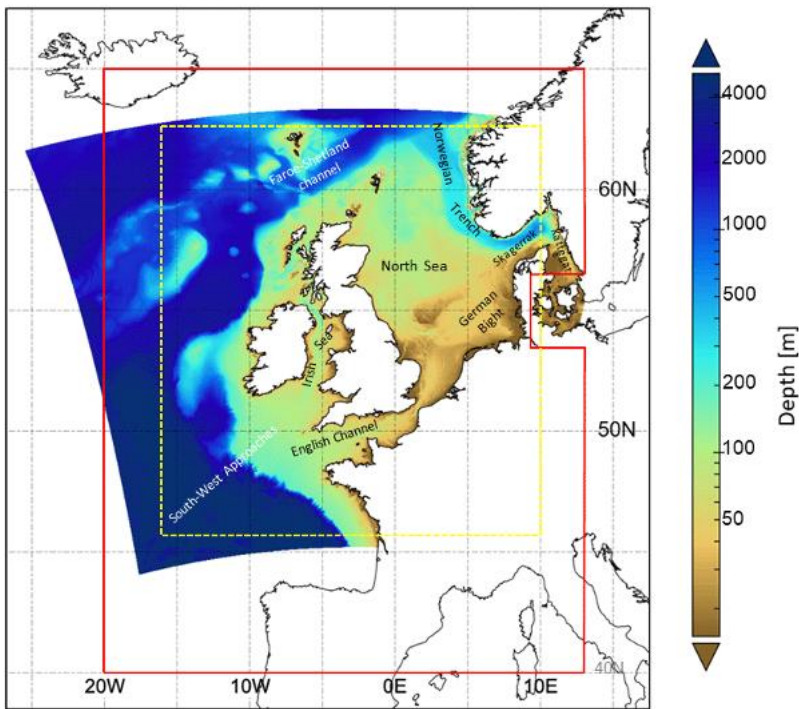 Norwegian
Trench
Faroe-Shetland
channel
60N
Skagerrak
Kattegat
North Sea
German
Bight
Irish
Sea
English Channel
50N
South-West Approaches
40N
20W
10W
0E
10E
4000
2000
1000
500
200
100
50
Depth [m]